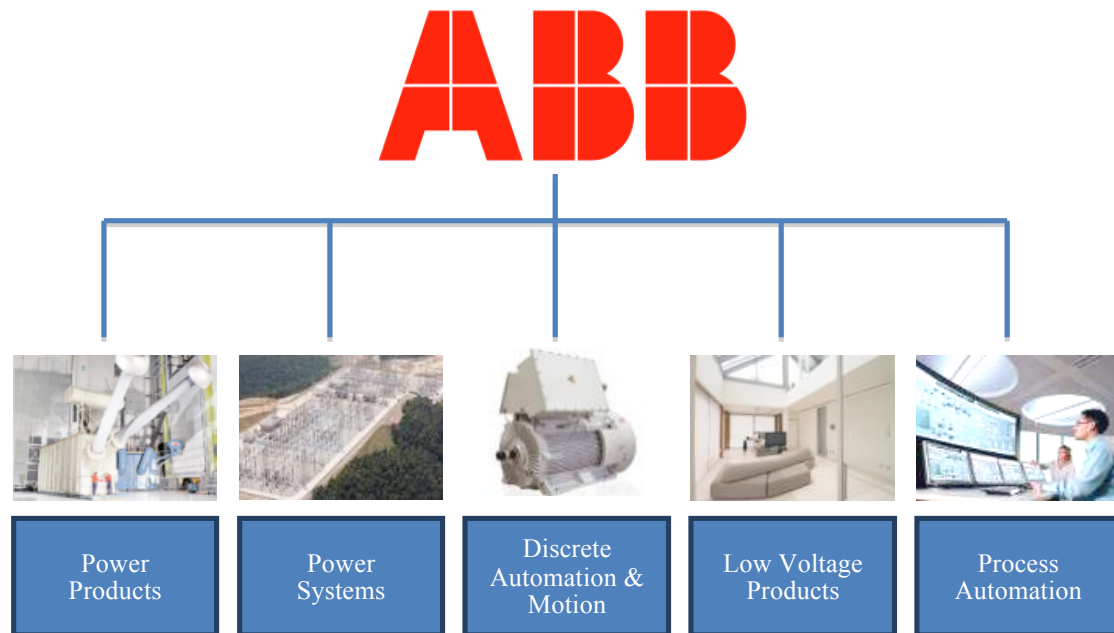 ABB
Power
Products
Power
Systems
Discrete
Automation &
Motion
Low Voltage
Products
Process
Automation